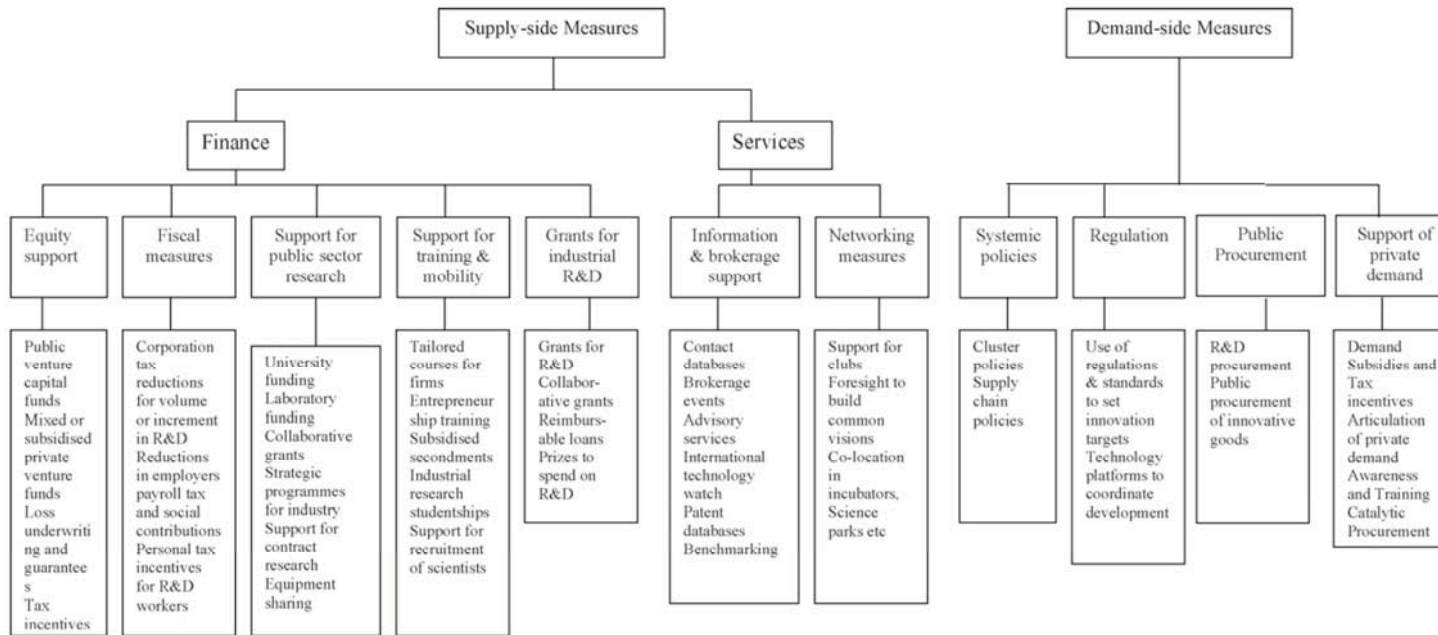 Supply-side Measures
Demand-side Measures
Finance
Services
Equity
support
Fiscal
measures
Support for
public sector
research
Support for
training &
mobility
Grants for
industrial
R&D
Information
& brokerage
support
Networking
measures
Systemic
policies
Regulation
Public
Procurement
Support of
private
demand
Public
venture
capital
funds
Mixed or
subsidised
private
venture
funds
Loss
underwriti
ng and
guarantee
s
Tax
incentives
Corporation
tax
reductions
for volume
or increment
in R&D
Reductions
in employers
payroll tax
and social
contributions
Personal tax
incentives
for R&D
workers
University
funding
Laboratory
funding
Collaborative
grants
Strategic
programmes
for industry
Support for
contract
research
Equipment
sharing
Tailored
courses for
firms
Entrepreneur
ship training
Subsidised
secondments
Industrial
research
studentships
Support for
recruitment
of scientists
Grants for
R&D
Collabor-
ative grants
Reimburs-
able loans
Prizes to
spend on
R&D
Contact
databases
Brokerage
events
Advisory
services
International
technology
watch
Patent
databases
Benchmarking
Support for
clubs
Foresight to
build
common
visions
Co-location
in
incubators,
Science
parks etc
Cluster
policies
Supply
chain
policies
Use of
regulations
& standards
to set
innovation
targets
Technology
platforms to
coordinate
development
R&D
procurement
Public
procurement
of innovative
goods
Demand
Subsidies and
Tax
incentives
Articulation
of private
demand
Awareness
and Training
Catalytic
Procurement